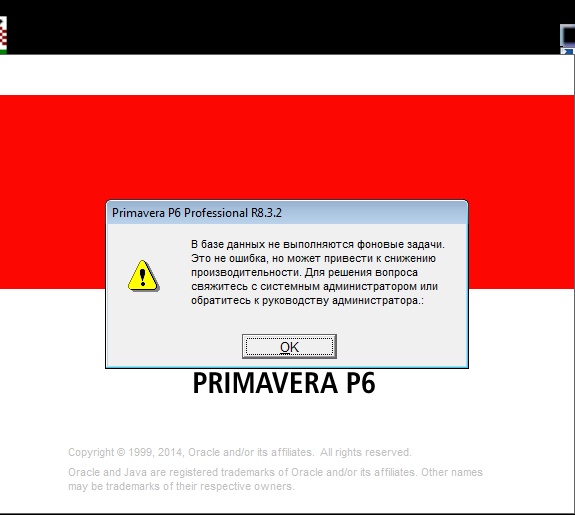 Primavera P6 Professional R8.3.2
В базе данных не выполняются фоновые задачи.
Это не ошибка, но может привести к снижению
производительности. Для решения вопроса
свяжитесь с системным администратором или
обратитесь к руководству администратора.:
OK
PRIMAVERA P6
Copyright © 1999, 2014, Oracle and/or its affiliates. All rights reserved.
Oracle and Java are registered trademarks of Oracle and/or its affiliates. Other names
may be trademarks of their respective owners.